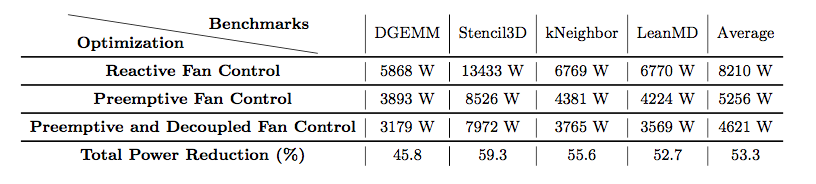 Benchmarks
Optimization DGEMM Stencil3D kNeighbor LeanMD Average
Reactive Fan Control 5868 W 13433 W 6769 W 6770 W 8210 W
Preemptive Fan Control 3893 W 8526 W 4381 W 4224 W 5256 W
Preemptive and Decoupled Fan Control 3179 W 7972 W 3765 W 3569 W 4621 W
Total Power Reduction (%) 45.8 59.3 55.6 52.7 53.3